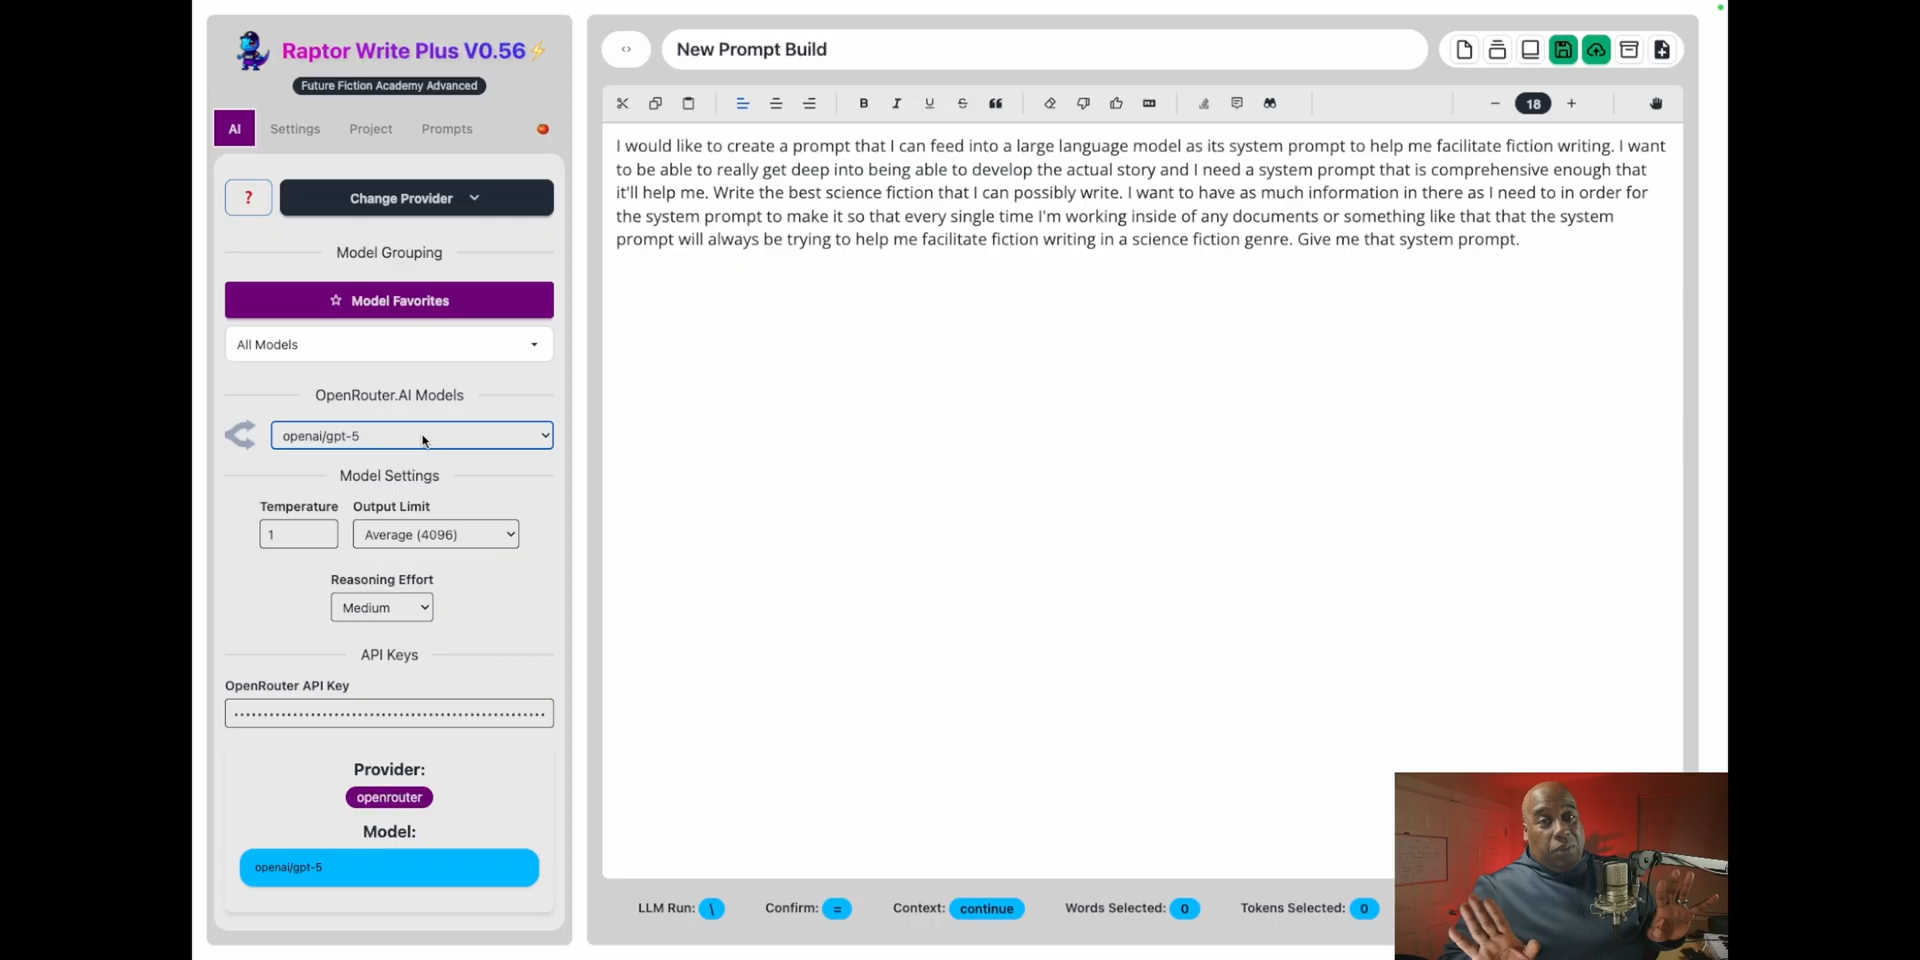 Raptor Write Plus V0.56⚡
Future Fiction Academy Advanced
AI
Settings
Project
Prompts
?
Change Provider
Model Grouping
☆ Model Favorites
All Models
OpenRouter.AI Models
openai/gpt-5
Model Settings
Temperature
Output Limit
1
Average (4096)
Reasoning Effort
Medium
API Keys
OpenRouter API Key
Provider:
openrouter
Model:
openai/gpt-5
‹›
New Prompt Build
B
I
U
S
18
I would like to create a prompt that I can feed into a large language model as its system prompt to help me facilitate fiction writing. I want
to be able to really get deep into being able to develop the actual story and I need a system prompt that is comprehensive enough that
it'll help me. Write the best science fiction that I can possibly write. I want to have as much information in there as I need to in order for
the system prompt to make it so that every single time I'm working inside of any documents or something like that that the system
prompt will always be trying to help me facilitate fiction writing in a science fiction genre. Give me that system prompt.
LLM Run: \
Confirm: =
Context: continue
Words Selected: 0
Tokens Selected: 0